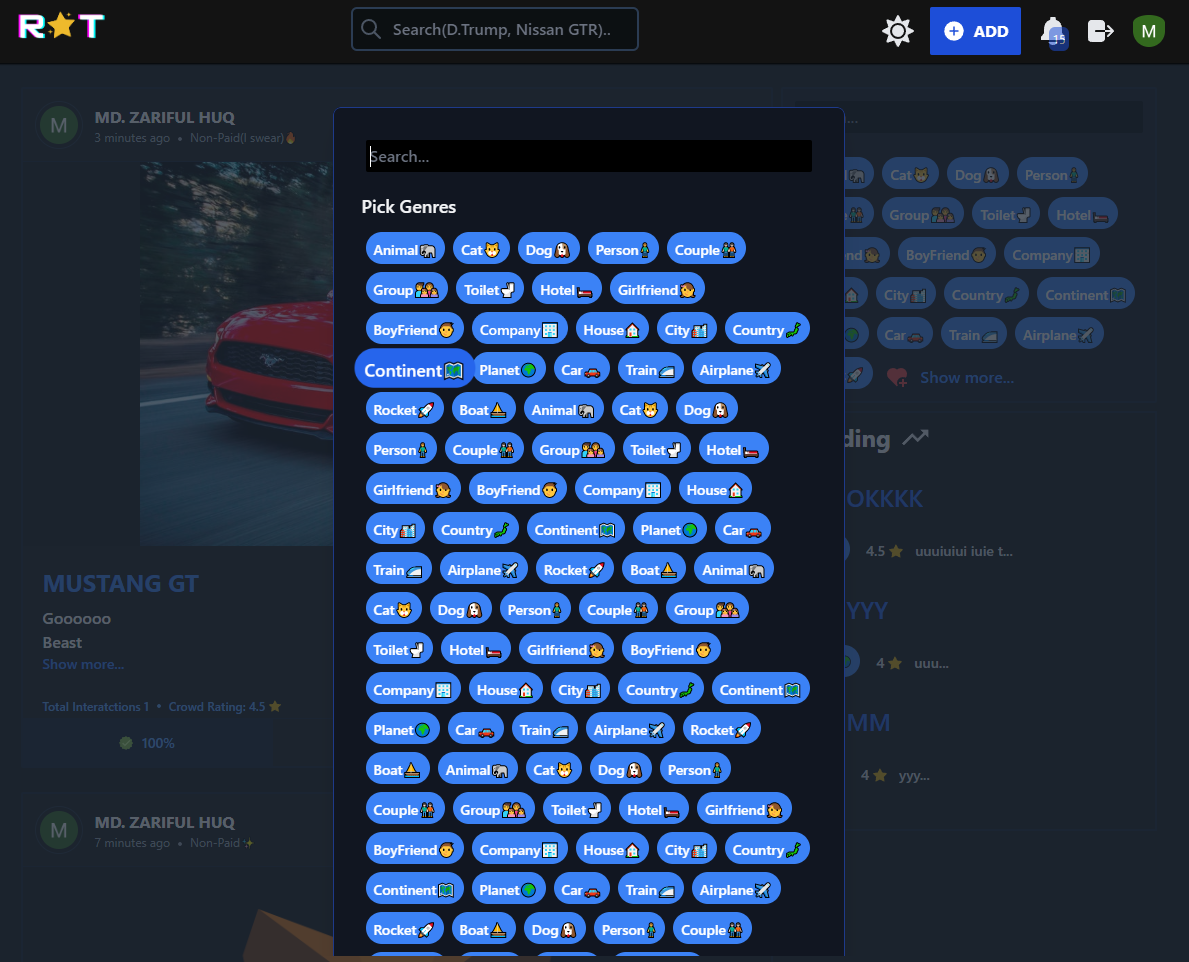 R★T
Search(D.Trump, Nissan GTR)..
ADD
15
M
M
MD. ZARIFUL HUQ
3 minutes ago • Non-Paid(I swear)
MUSTANG GT
Goooooo
Beast
Show more...
Total Interatctions 1 • Crowd Rating: 4.5
100%
M
MD. ZARIFUL HUQ
7 minutes ago • Non-Paid
Search...
Pick Genres
Animal Cat Dog Person Couple
Group Toilet Hotel Girlfriend
BoyFriend Company House City Country
Continent Planet Car Train Airplane
Rocket Boat Animal Cat Dog
Person Couple Group Toilet Hotel
Girlfriend BoyFriend Company House
City Country Continent Planet Car
Train Airplane Rocket Boat Animal
Cat Dog Person Couple Group
Toilet Hotel Girlfriend BoyFriend
Company House City Country Continent
Planet Car Train Airplane Rocket
Boat Animal Cat Dog Person
Couple Group Toilet Hotel Girlfriend
BoyFriend Company House City Country
Continent Planet Car Train Airplane
Rocket Boat Dog Person Couple
...
Cat Dog Person
Group Toilet Hotel
nd BoyFriend Company
City Country Continent
Car Train Airplane
Show more...
ding
OKKKK
4.5 uuuiuiui iuie t...
YYY
4 uuu...
MM
4 yyy...